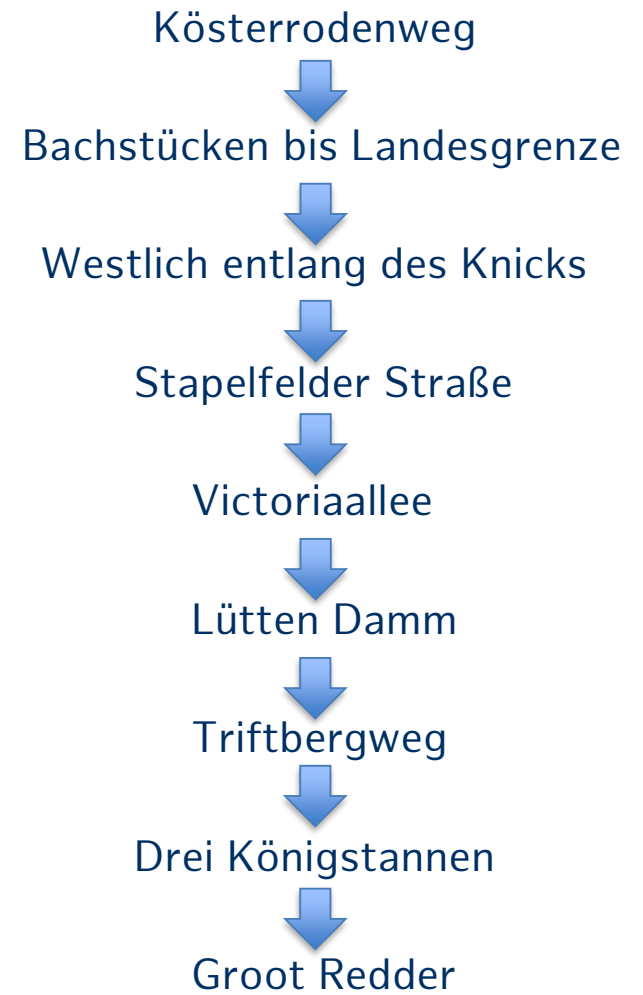 Kösterrodenweg
Bachstücken bis Landesgrenze
Westlich entlang des Knicks
Stapelfelder Straße
Victoriaallee
Lütten Damm
Triftbergweg
Drei Königstannen
Groot Redder